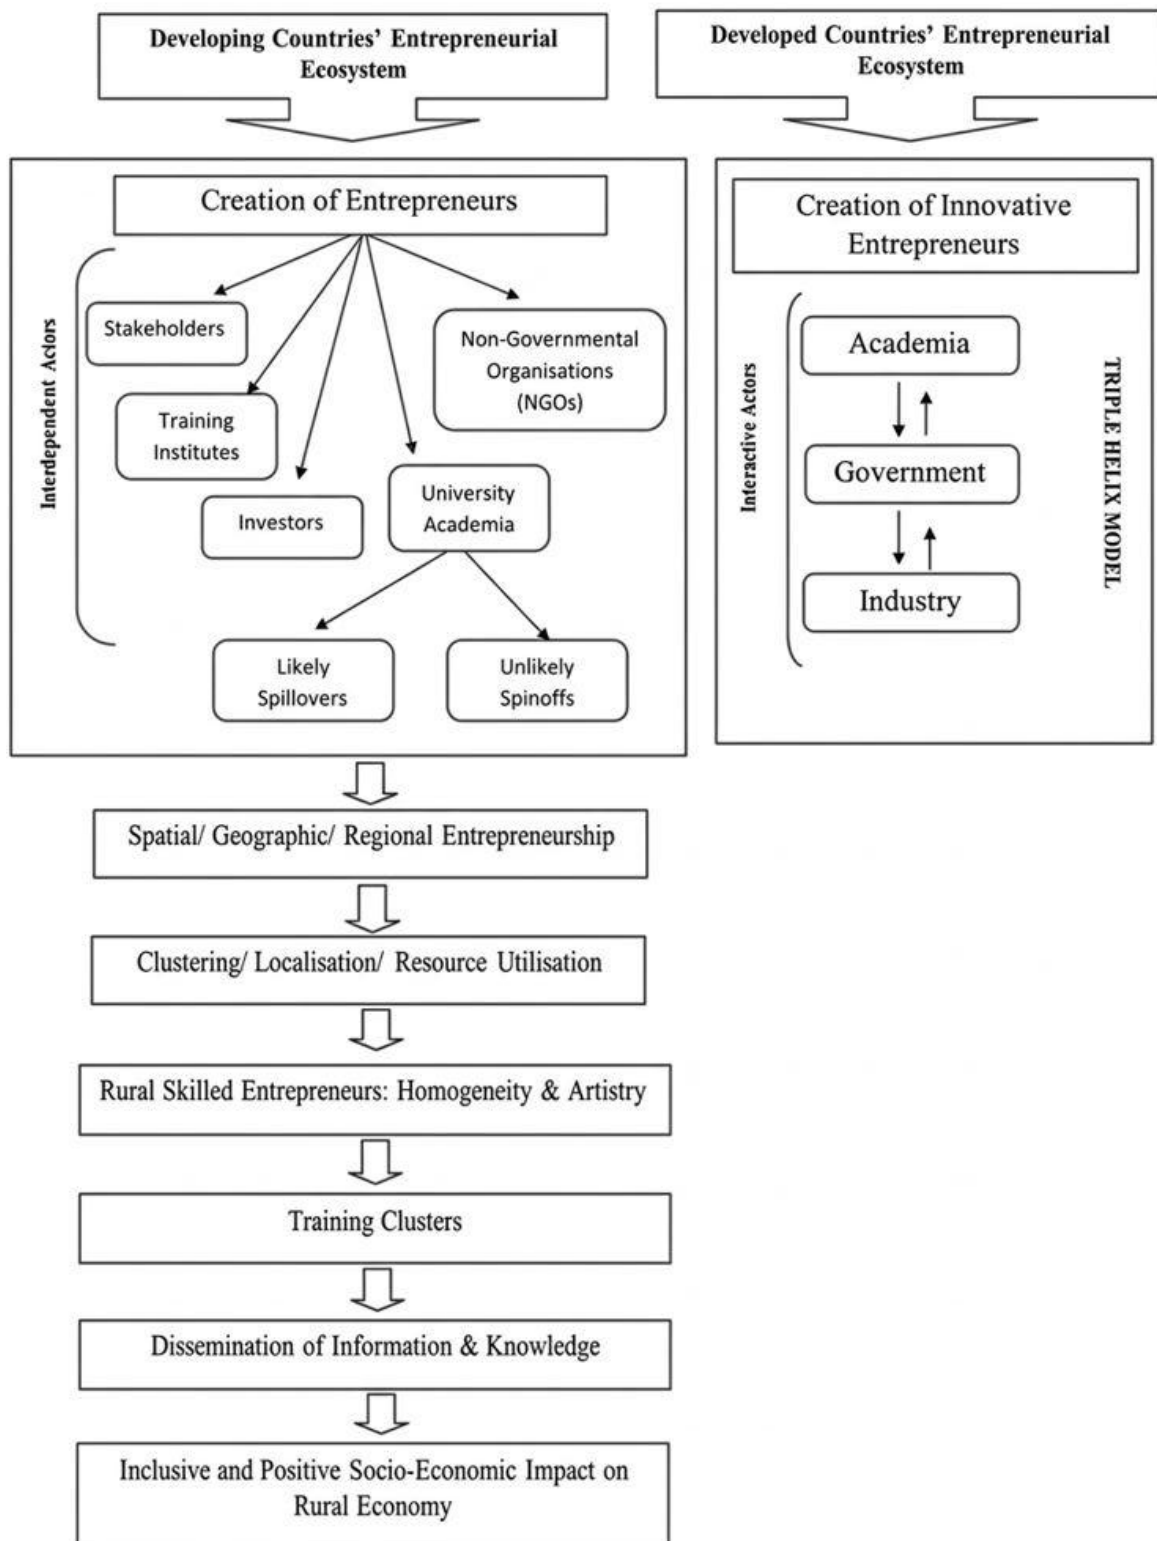 Developing Countries' Entrepreneurial
Ecosystem
Developed Countries' Entrepreneurial
Ecosystem
Creation of Entrepreneurs
Interdependent Actors
Stakeholders
Non-Governmental
Organisations
(NGOs)
Training
Institutes
Investors
University
Academia
Likely
Spillovers
Unlikely
Spinoffs
Creation of Innovative
Entrepreneurs
Interactive Actors
Academia
Government
Industry
TRIPLE HELIX MODEL
Spatial/ Geographic/ Regional Entrepreneurship
Clustering/ Localisation/ Resource Utilisation
Rural Skilled Entrepreneurs: Homogeneity & Artistry
Training Clusters
Dissemination of Information & Knowledge
Inclusive and Positive Socio-Economic Impact on
Rural Economy